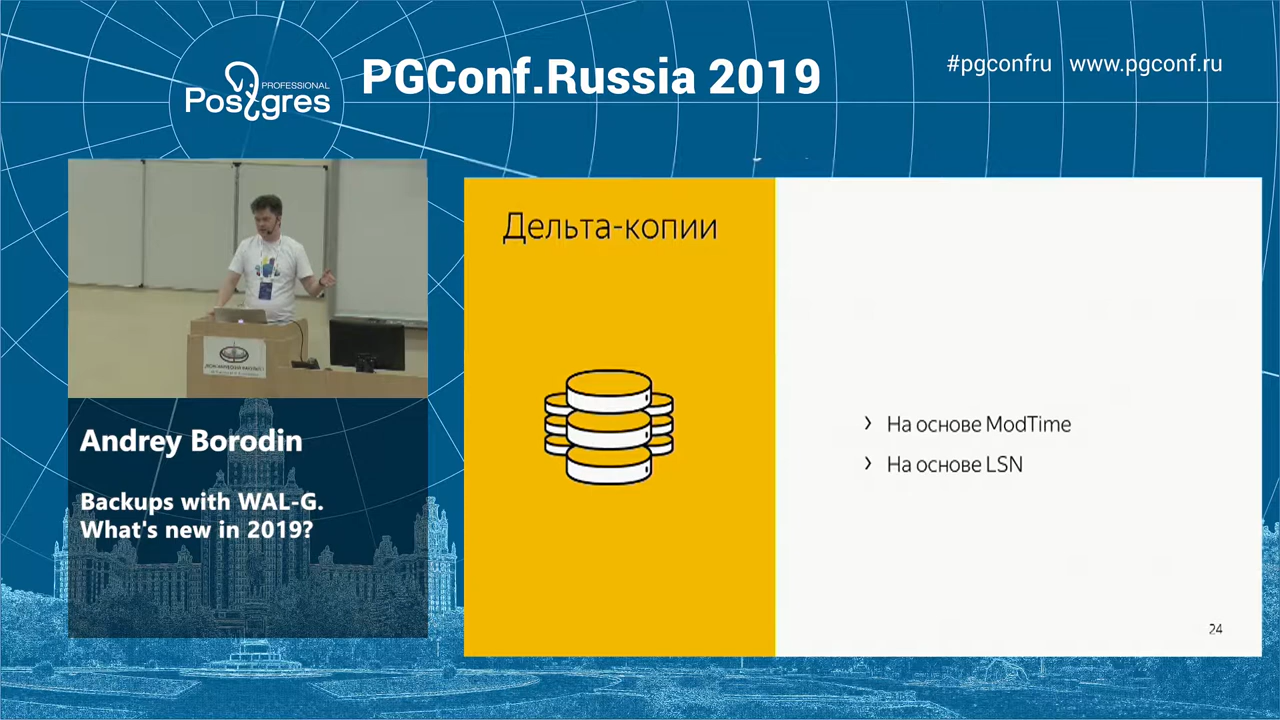 PROFESSIONAL
Postgres
PGConf.Russia 2019
#pgconfru www.pgconf.ru
Andrey Borodin
Backups with WAL-G.
What's new in 2019?
Дельта-копии
› На основе ModTime
› На основе LSN
24